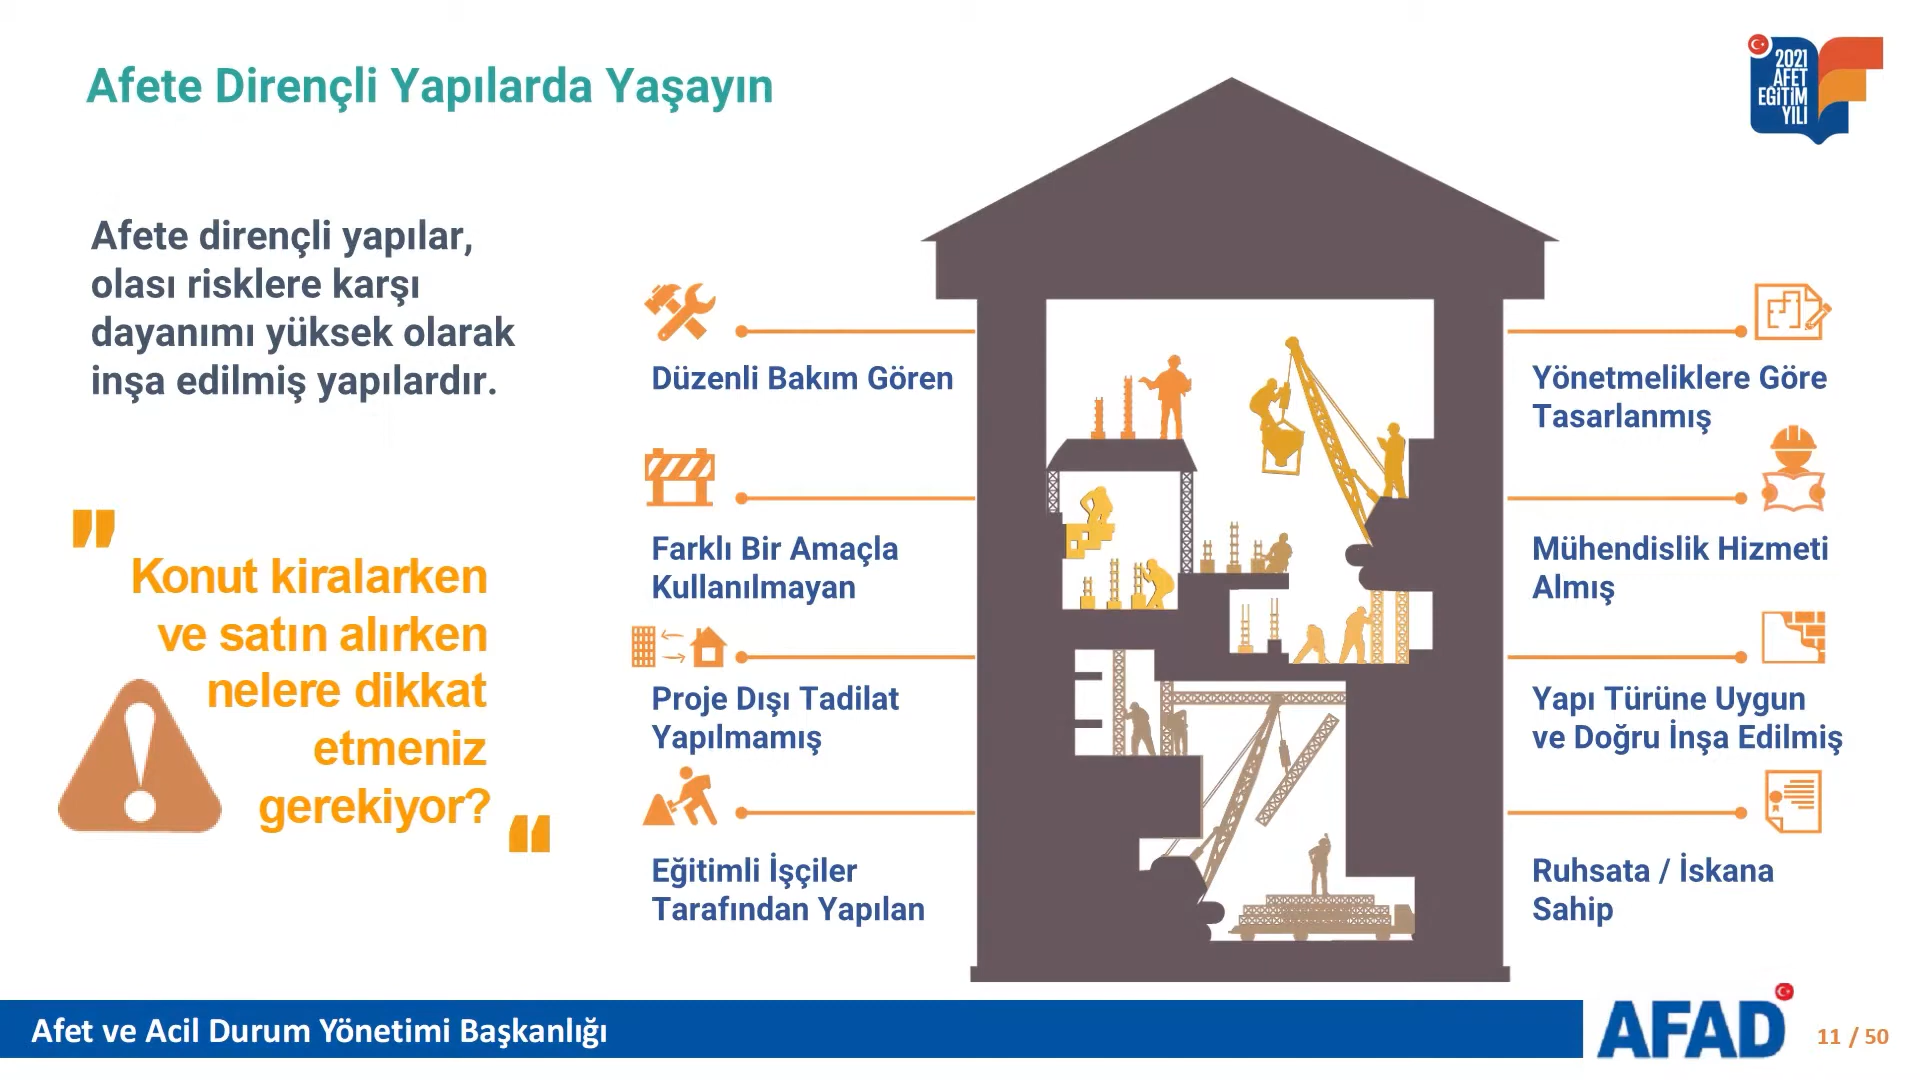 Afete Dirençli Yapılarda Yaşayın
2021
AFET
EĞİTİM
YILI
Afete dirençli yapılar,
olası risklere karşı
dayanımı yüksek olarak
inşa edilmiş yapılardır.
" Konut kiralarken
ve satın alırken
nelere dikkat
etmeniz
gerekiyor? "
Düzenli Bakım Gören
Farklı Bir Amaçla
Kullanılmayan
Proje Dışı Tadilat
Yapılmamış
Eğitimli İşçiler
Tarafından Yapılan
Yönetmeliklere Göre
Tasarlanmış
Mühendislik Hizmeti
Almış
Yapı Türüne Uygun
ve Doğru İnşa Edilmiş
Ruhsata / İskana
Sahip
Afet ve Acil Durum Yönetimi Başkanlığı
AFAD
11 / 50